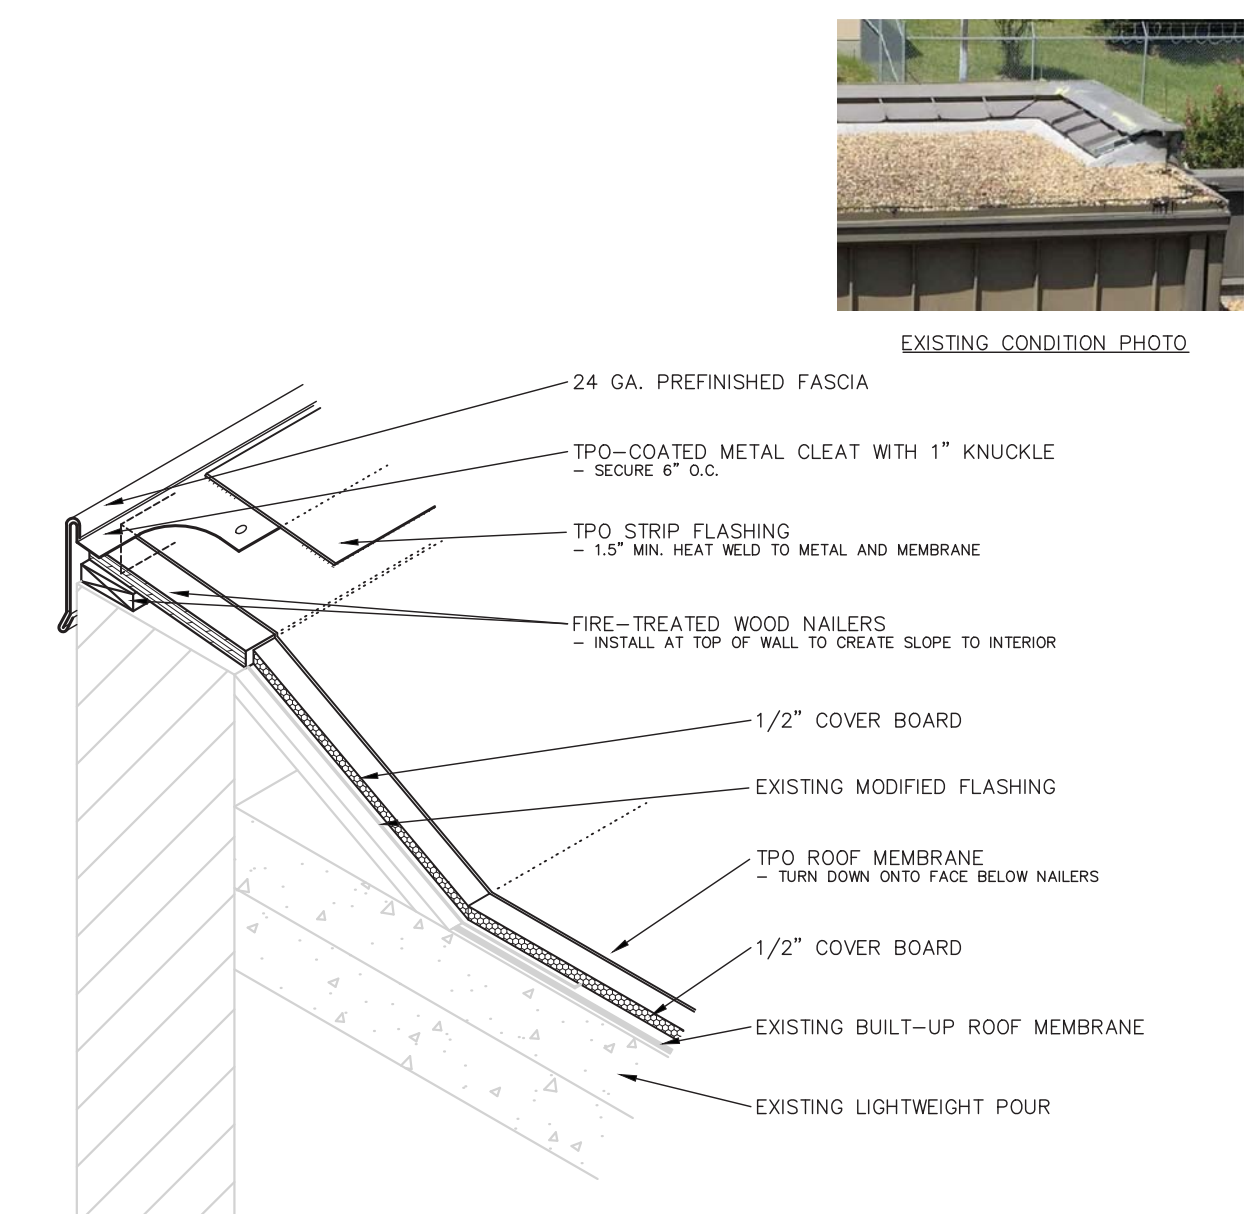 EXISTING CONDITION PHOTO
24 GA. PREFINISHED FASCIA
TPO-COATED METAL CLEAT WITH 1" KNUCKLE
- SECURE 6" O.C.
TPO STRIP FLASHING
- 1.5" MIN. HEAT WELD TO METAL AND MEMBRANE
FIRE-TREATED WOOD NAILERS
- INSTALL AT TOP OF WALL TO CREATE SLOPE TO INTERIOR
1/2" COVER BOARD
EXISTING MODIFIED FLASHING
TPO ROOF MEMBRANE
- TURN DOWN ONTO FACE BELOW NAILERS
1/2" COVER BOARD
EXISTING BUILT-UP ROOF MEMBRANE
EXISTING LIGHTWEIGHT POUR